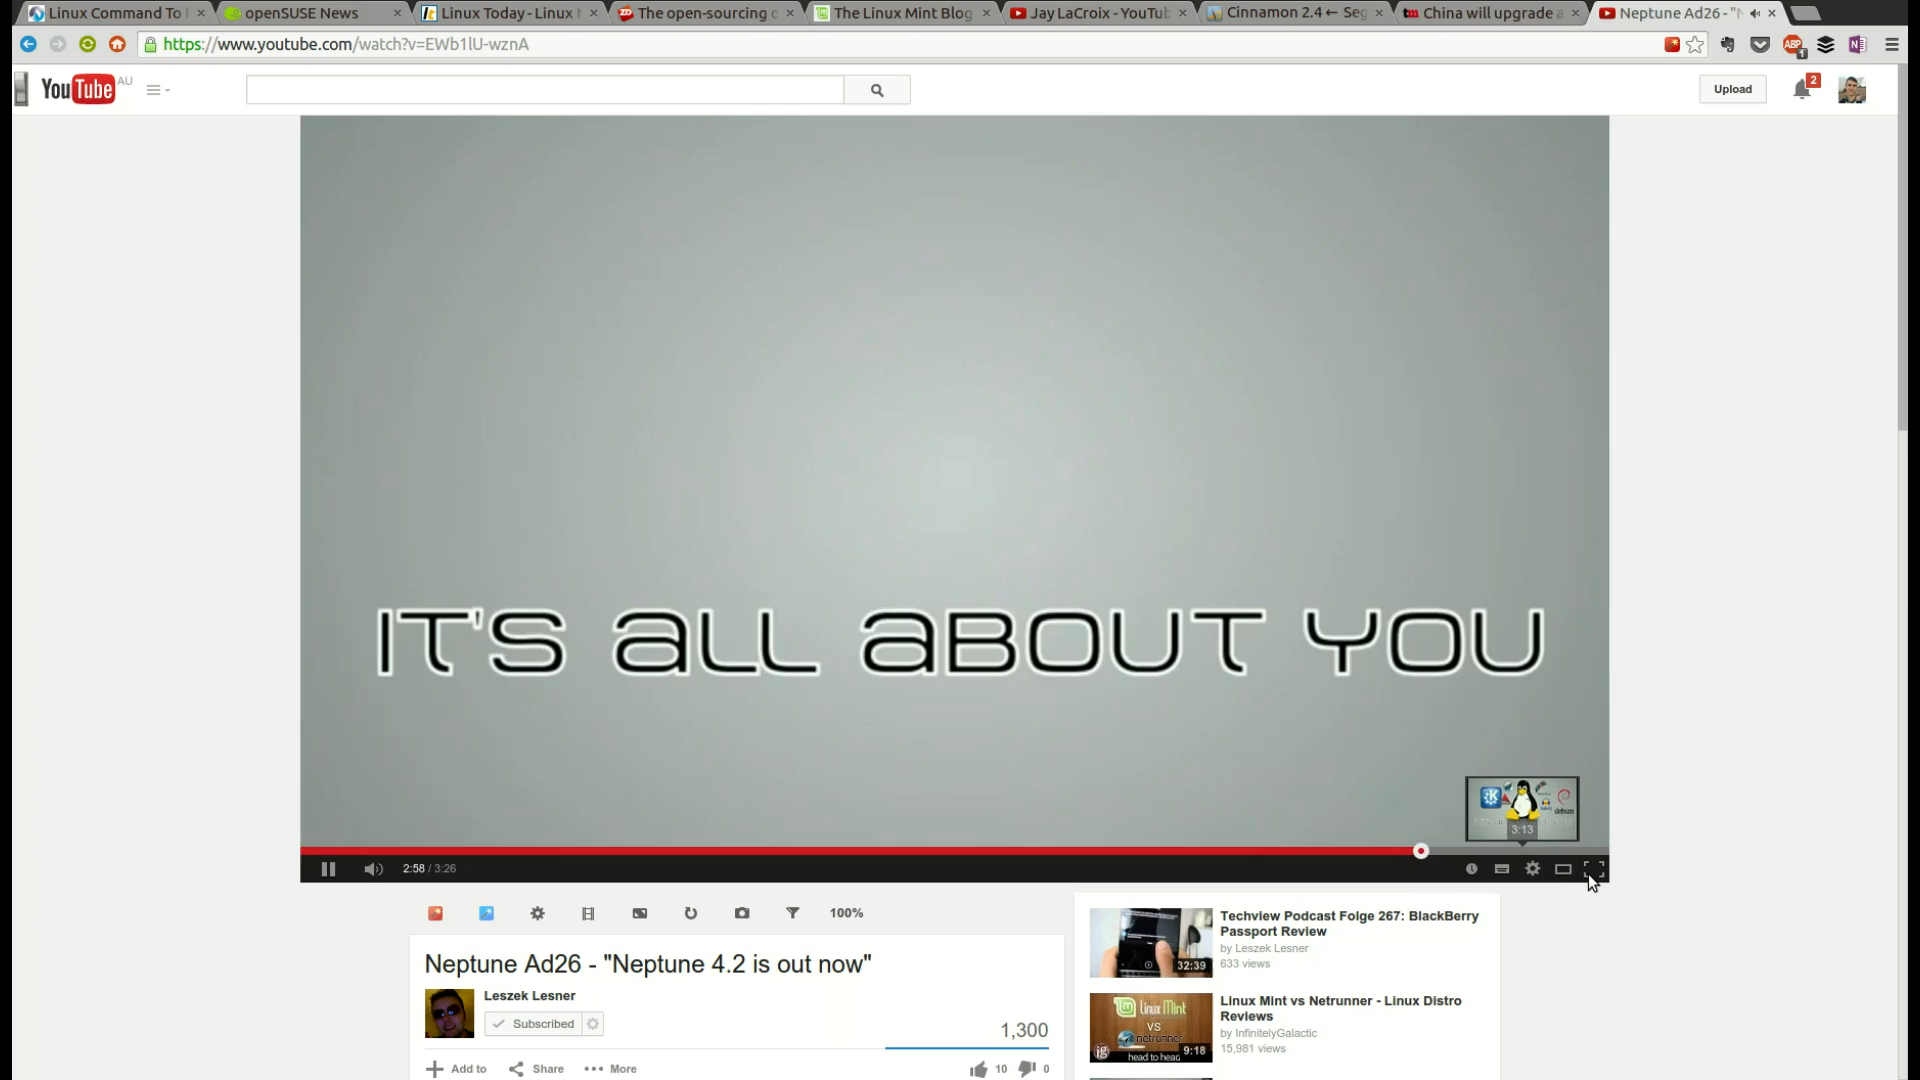 Linux Command To
openSUSE News
Linux Today - Linux
The open-sourcing
The Linux Mint Blog
Jay LaCroix - YouTub
Cinnamon 2.4 ← Seg
China will upgrade a
Neptune Ad26 - "N
https://www.youtube.com/watch?v=EWb1lU-wznA
ABP
1
YouTube AU
Upload
2
IT'S ALL ABOUT YOU
debian
3:13
2:58 / 3:26
100%
Neptune Ad26 - "Neptune 4.2 is out now"
Leszek Lesner
Subscribed
1,300
Add to
Share
More
10
0
Techview Podcast Folge 267: BlackBerry
Passport Review
by Leszek Lesner
633 views
32:39
Linux Mint vs Netrunner - Linux Distro
Reviews
by InfinitelyGalactic
15,981 views
Linux Mint
VS
netrunner
head to head
9:18